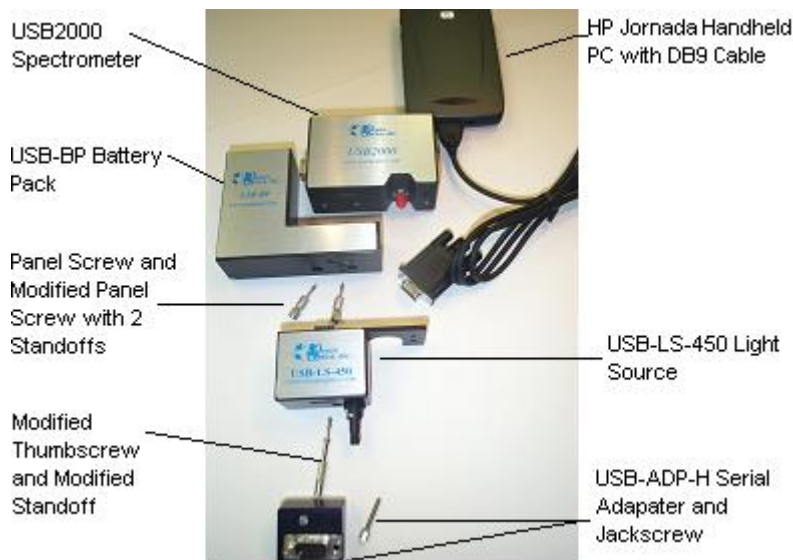 USB2000
Spectrometer
HP Jornada Handheld
PC with DB9 Cable
USB-BP Battery
Pack
Panel Screw and
Modified Panel
Screw with 2
Standoffs
USB-LS-450 Light
Source
Modified
Thumbscrew
and Modified
Standoff
USB-ADP-H Serial
Adapater and
Jackscrew
USB2000
USB-BP
USB-LS-450